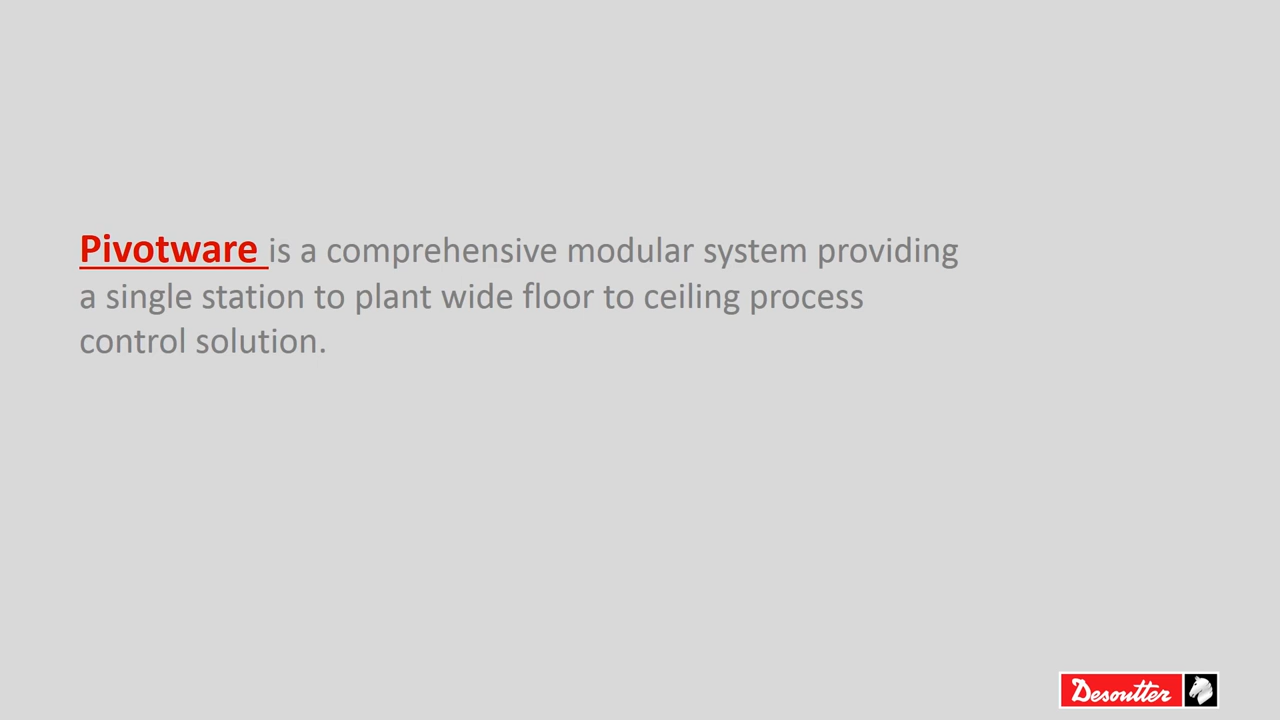 Pivotware is a comprehensive modular system providing
a single station to plant wide floor to ceiling process
control solution.
Desoutter